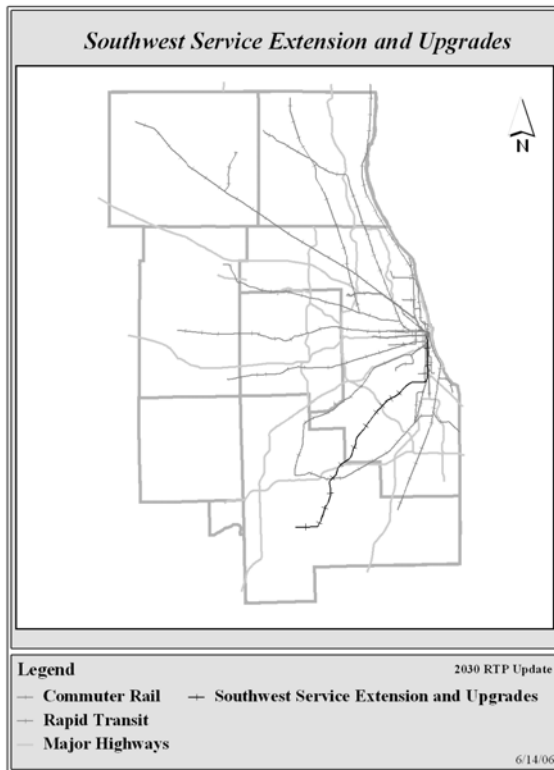 Southwest Service Extension and Upgrades
N
Legend
2030 RTP Update
Commuter Rail
Southwest Service Extension and Upgrades
Rapid Transit
Major Highways
6/14/06